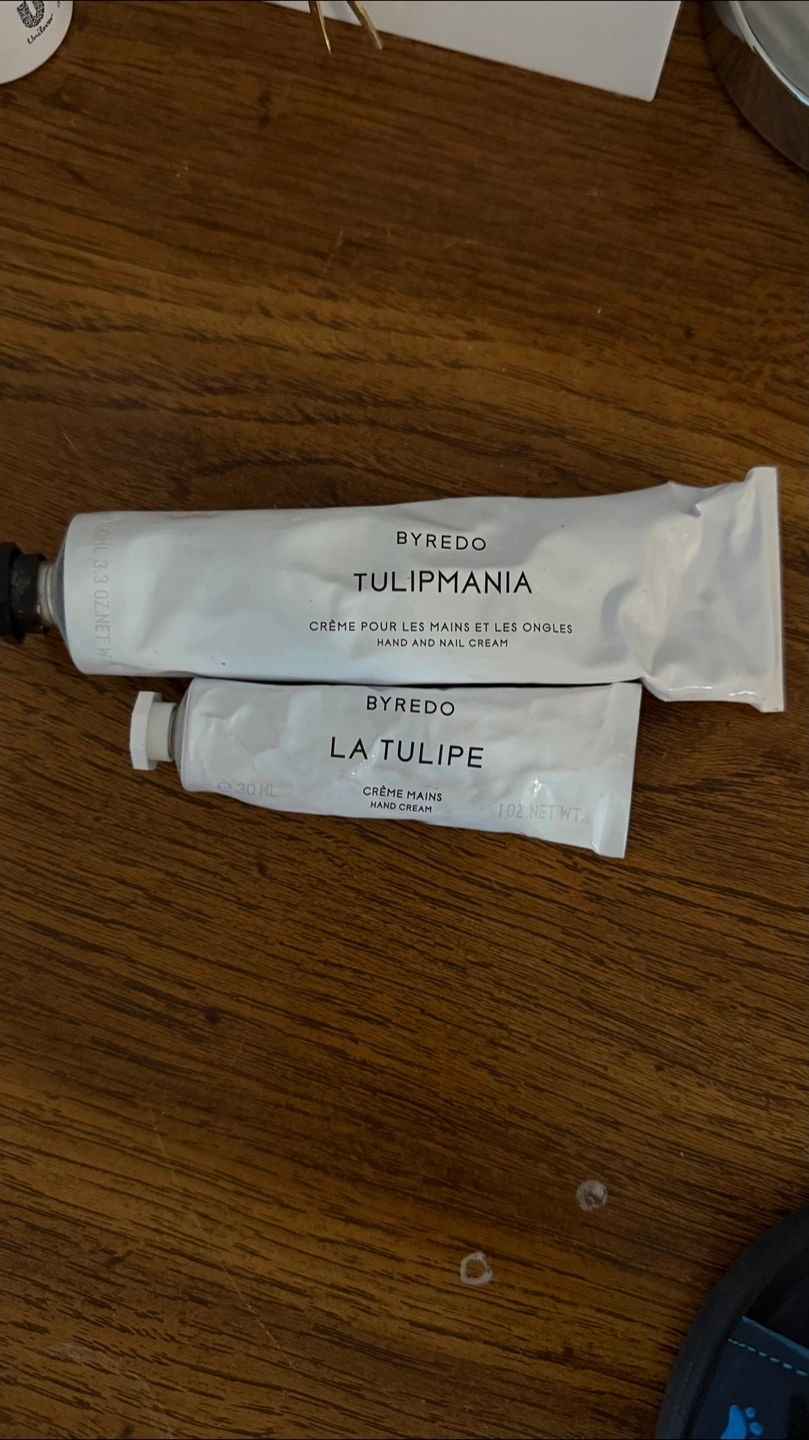 Unilever
BYREDO
TULIPMANIA
CRÈME POUR LES MAINS ET LES ONGLES
HAND AND NAIL CREAM
3.3 OZ.NET
BYREDO
LA TULIPE
CRÈME MAINS
HAND CREAM
℮ 30 ML
1 OZ.NET WT.